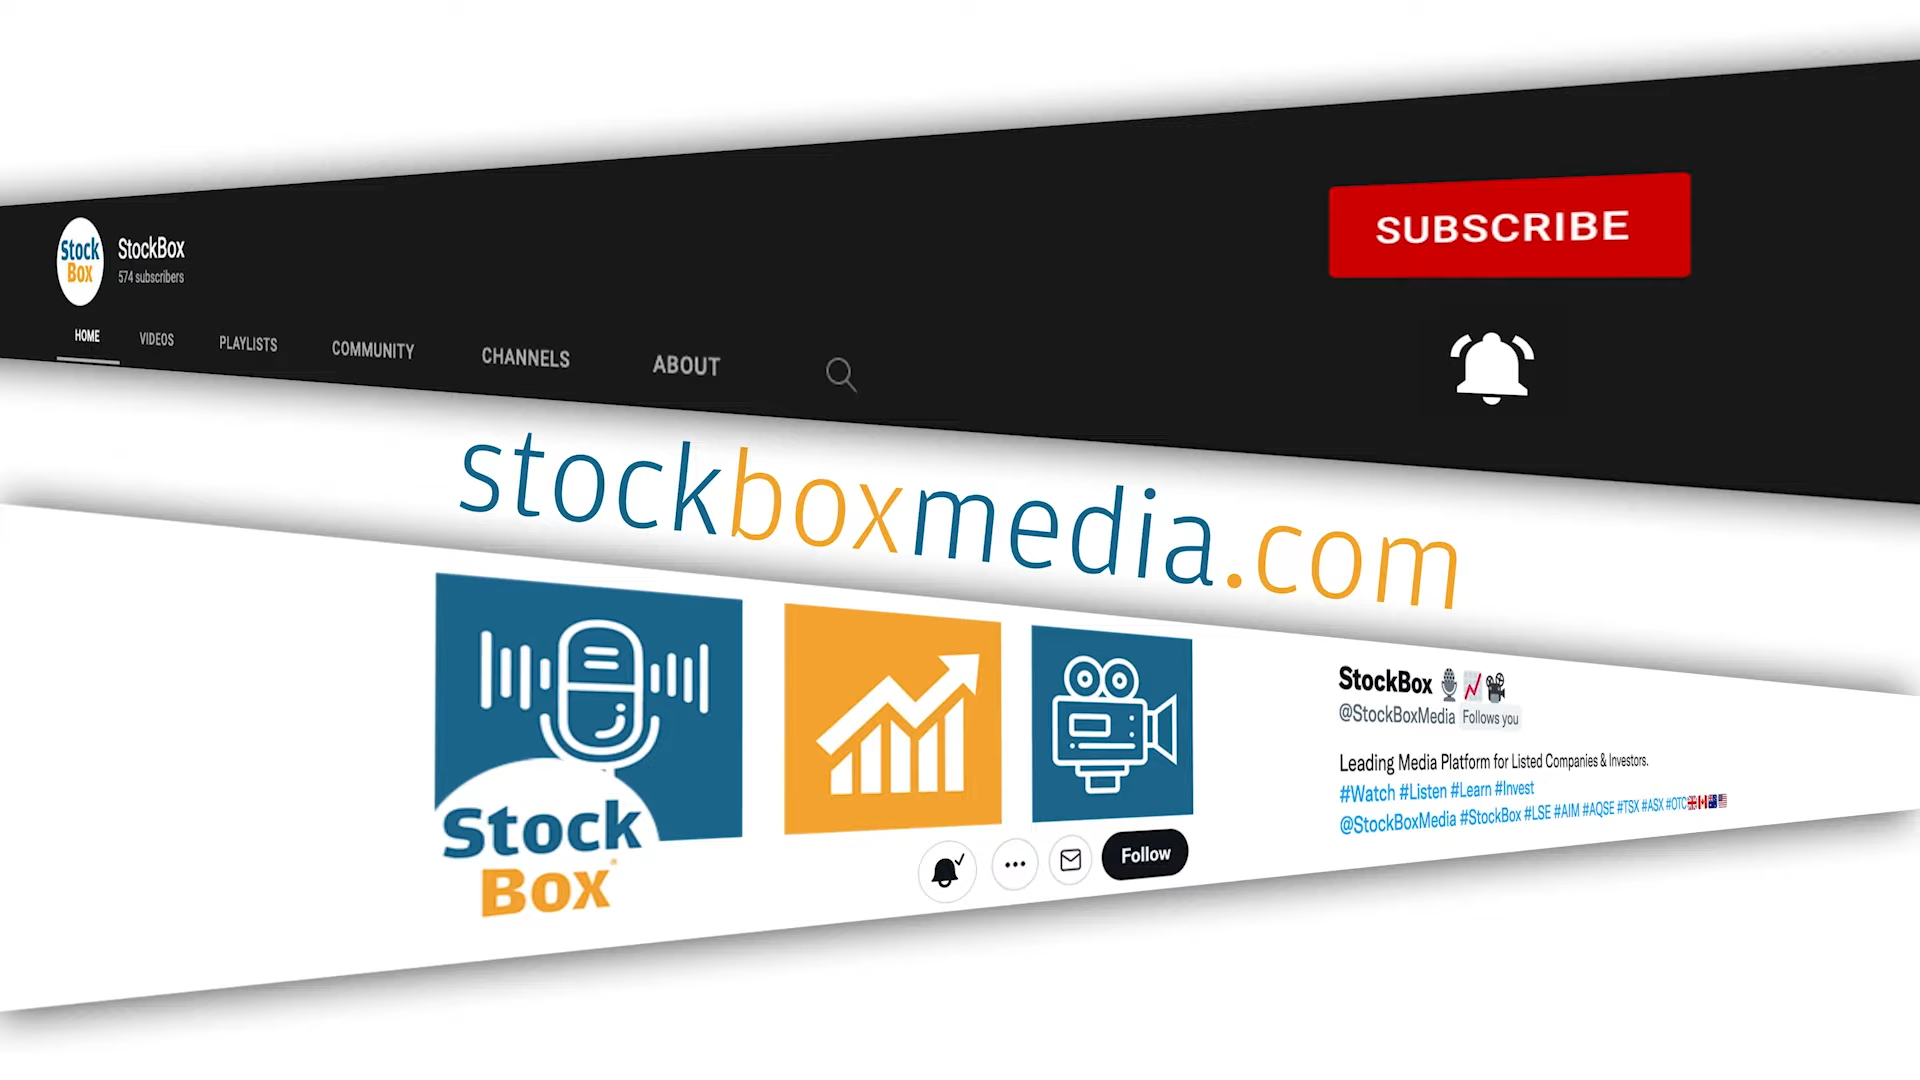 Stock
Box
StockBox
574 subscribers
SUBSCRIBE
HOME VIDEOS PLAYLISTS COMMUNITY CHANNELS ABOUT
stockboxmedia.com
Stock
Box
Follow
StockBox
@StockBoxMedia Follows you
Leading Media Platform for Listed Companies & Investors.
#Watch #Listen #Learn #Invest
@StockBoxMedia #StockBox #LSE #AIM #AQSE #TSX #ASX #OTC🇬🇧🇨🇦🇦🇺🇺🇸